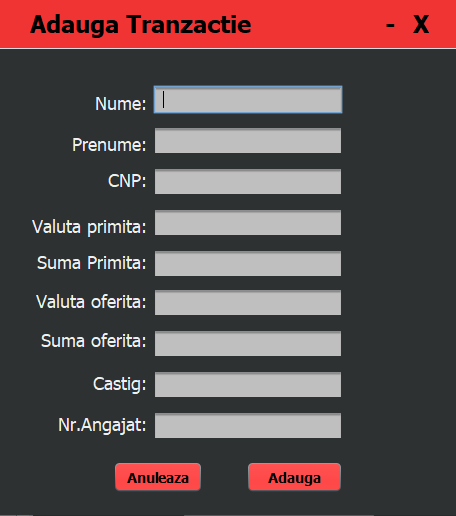 Adauga Tranzactie - X
Nume:
Prenume:
CNP:
Valuta primita:
Suma Primita:
Valuta oferita:
Suma oferita:
Castig:
Nr.Angajat:
Anuleaza Adauga